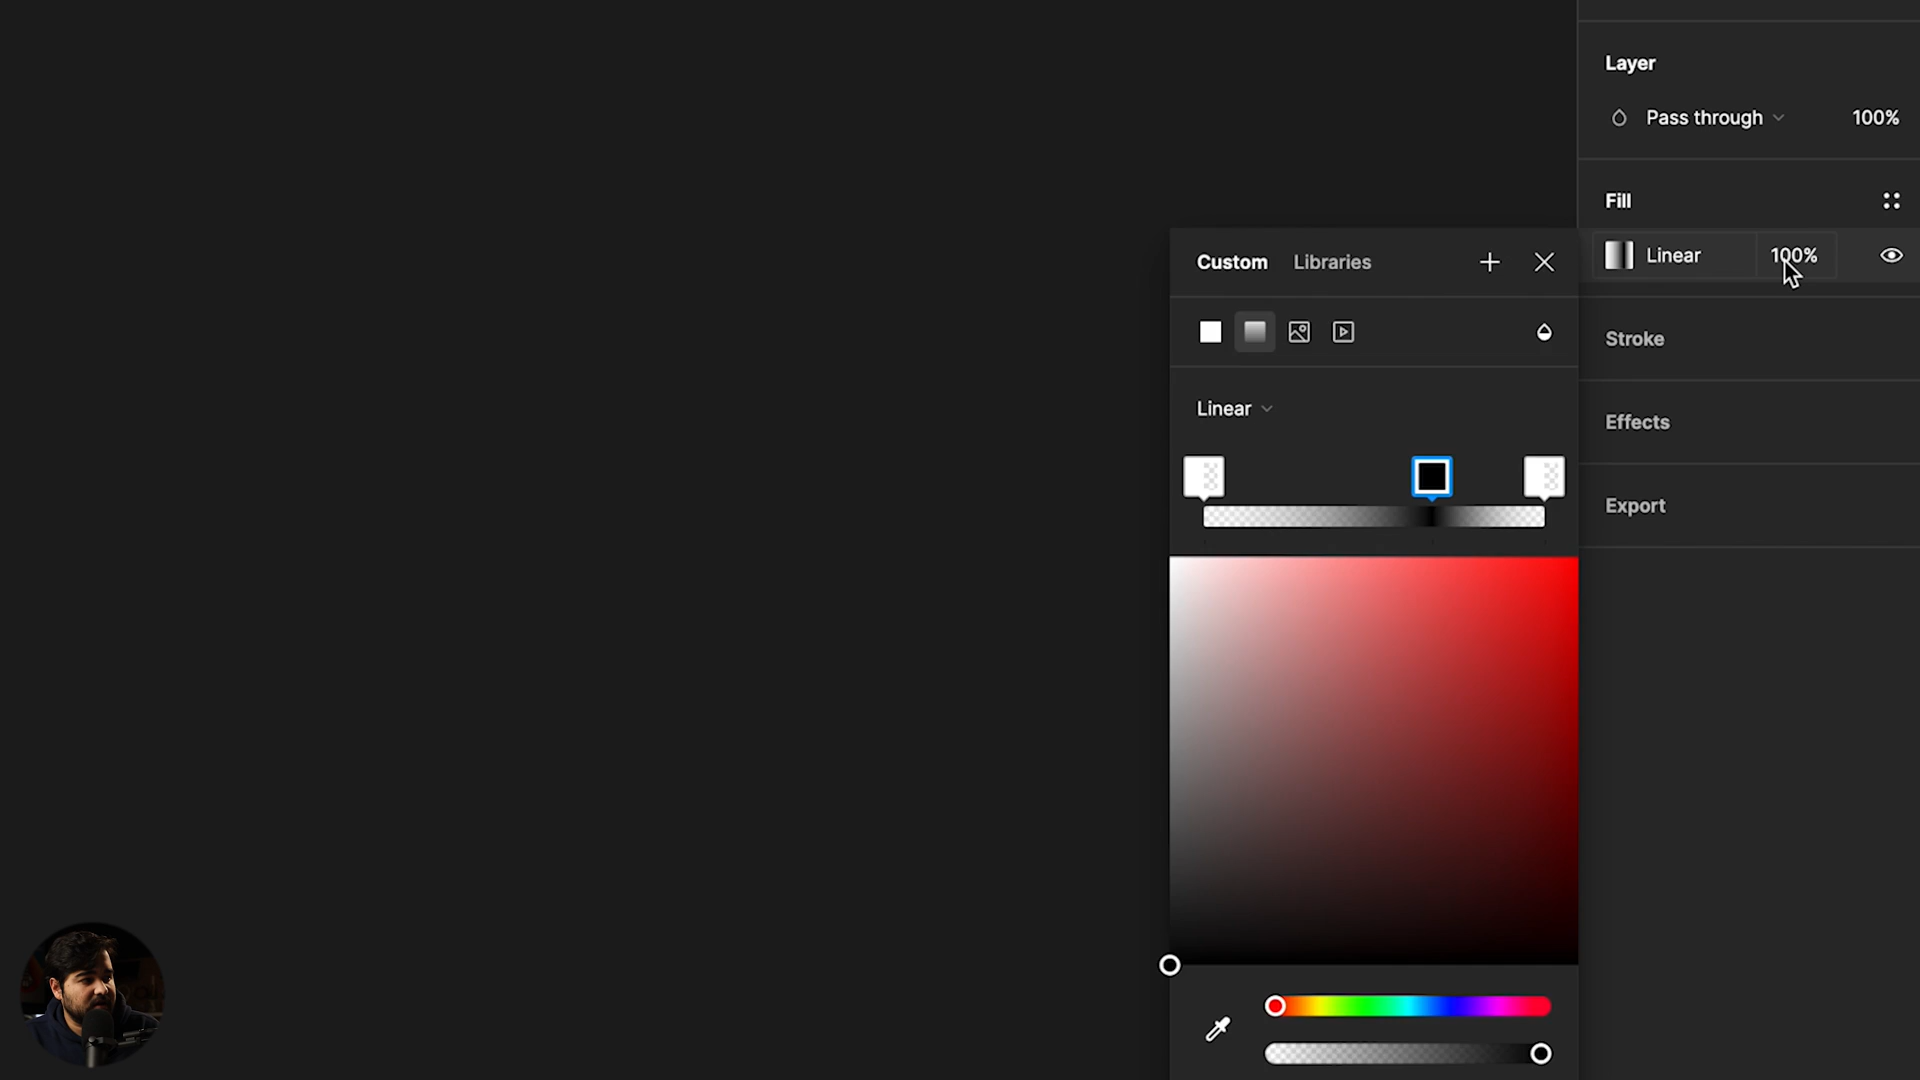 Layer
Pass through 100%
Fill
Custom Libraries
Linear 100%
Stroke
Linear
Effects
Export